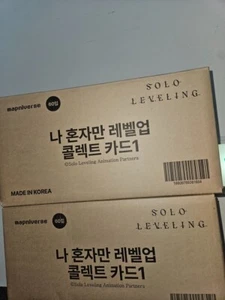 mapniverse
SOLO
LEVELING
나 혼자만 레벨업
콜렉트 카드1
©Solo Leveling Animation Partners
MADE IN KOREA
mapniverse
SOLO
LEVELING
나 혼자만 레벨업
콜렉트 카드1
©Solo Leveling Animation Partners